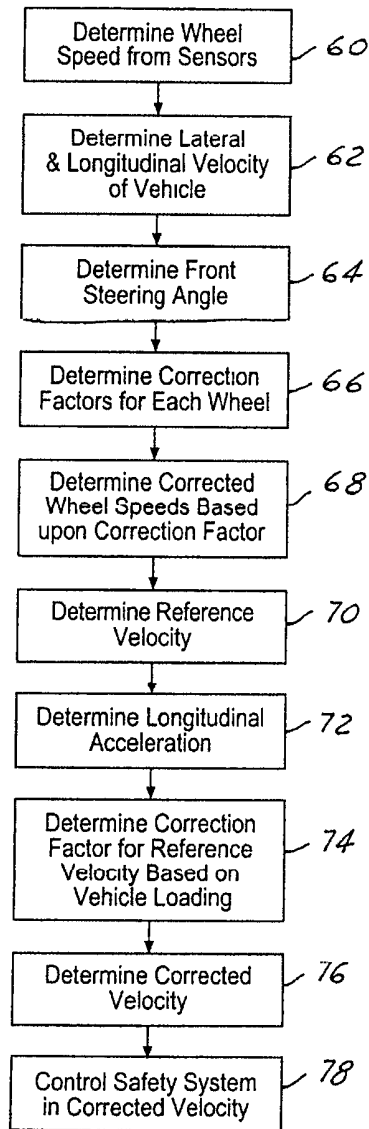 Determine Wheel
Speed from Sensors
60
Determine Lateral
& Longitudinal Velocity
of Vehicle
62
Determine Front
Steering Angle
64
Determine Correction
Factors for Each Wheel
66
Determine Corrected
Wheel Speeds Based
upon Correction Factor
68
Determine Reference
Velocity
70
Determine Longitudinal
Acceleration
72
Determine Correction
Factor for Reference
Velocity Based on
Vehicle Loading
74
Determine Corrected
Velocity
76
Control Safety System
in Corrected Velocity
78